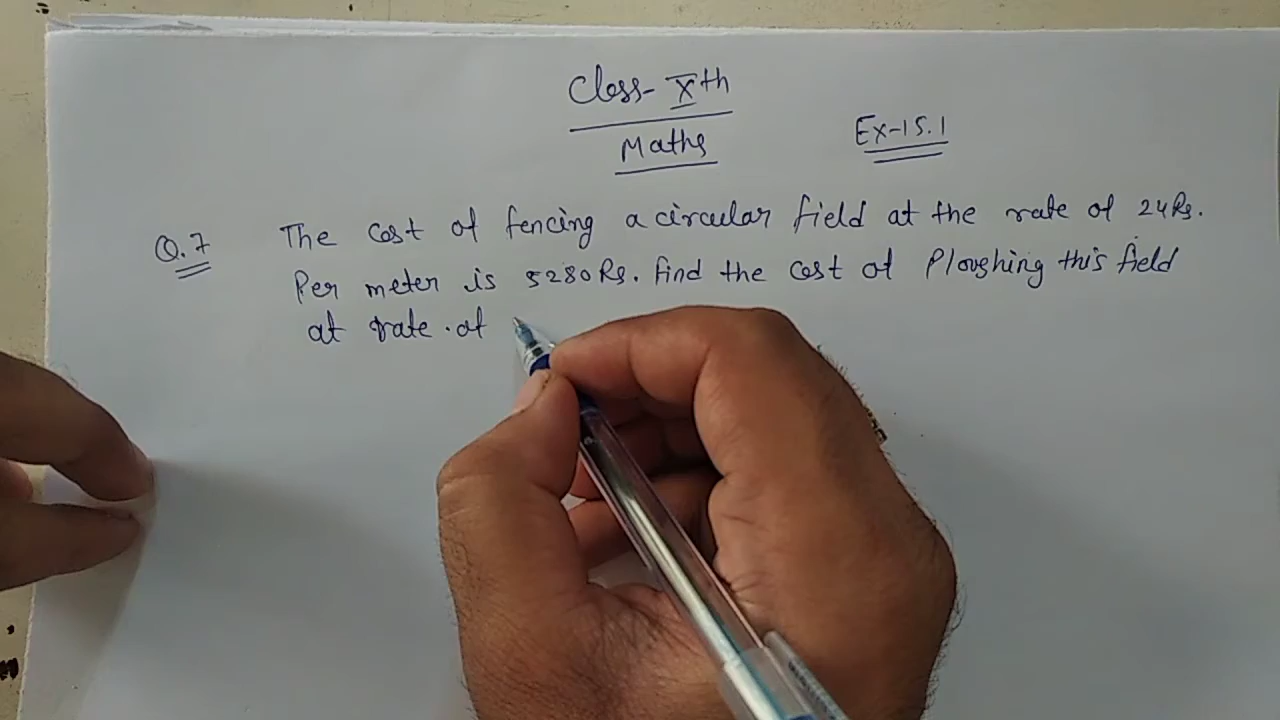 Class-Xth
Maths
Ex-15.1
Q.7 The cost of fencing a circular field at the rate of 24Rs.
Per meter is 5280Rs. find the cost of Ploughing this field
at rate of